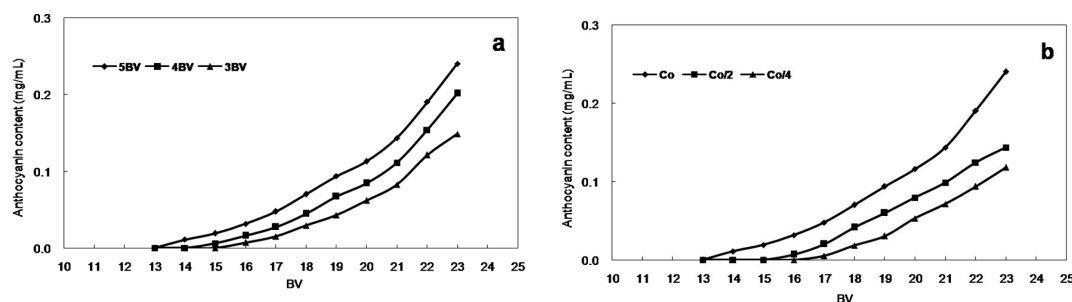 a
0.3
0.2
0.1
0.0
Anthocyanin content (mg/mL)
5BV 4BV 3BV
10 11 12 13 14 15 16 17 18 19 20 21 22 23 24 25
BV
b
0.3
0.2
0.1
0.0
Anthocyanin content (mg/mL)
Co Co/2 Co/4
10 11 12 13 14 15 16 17 18 19 20 21 22 23 24 25
BV